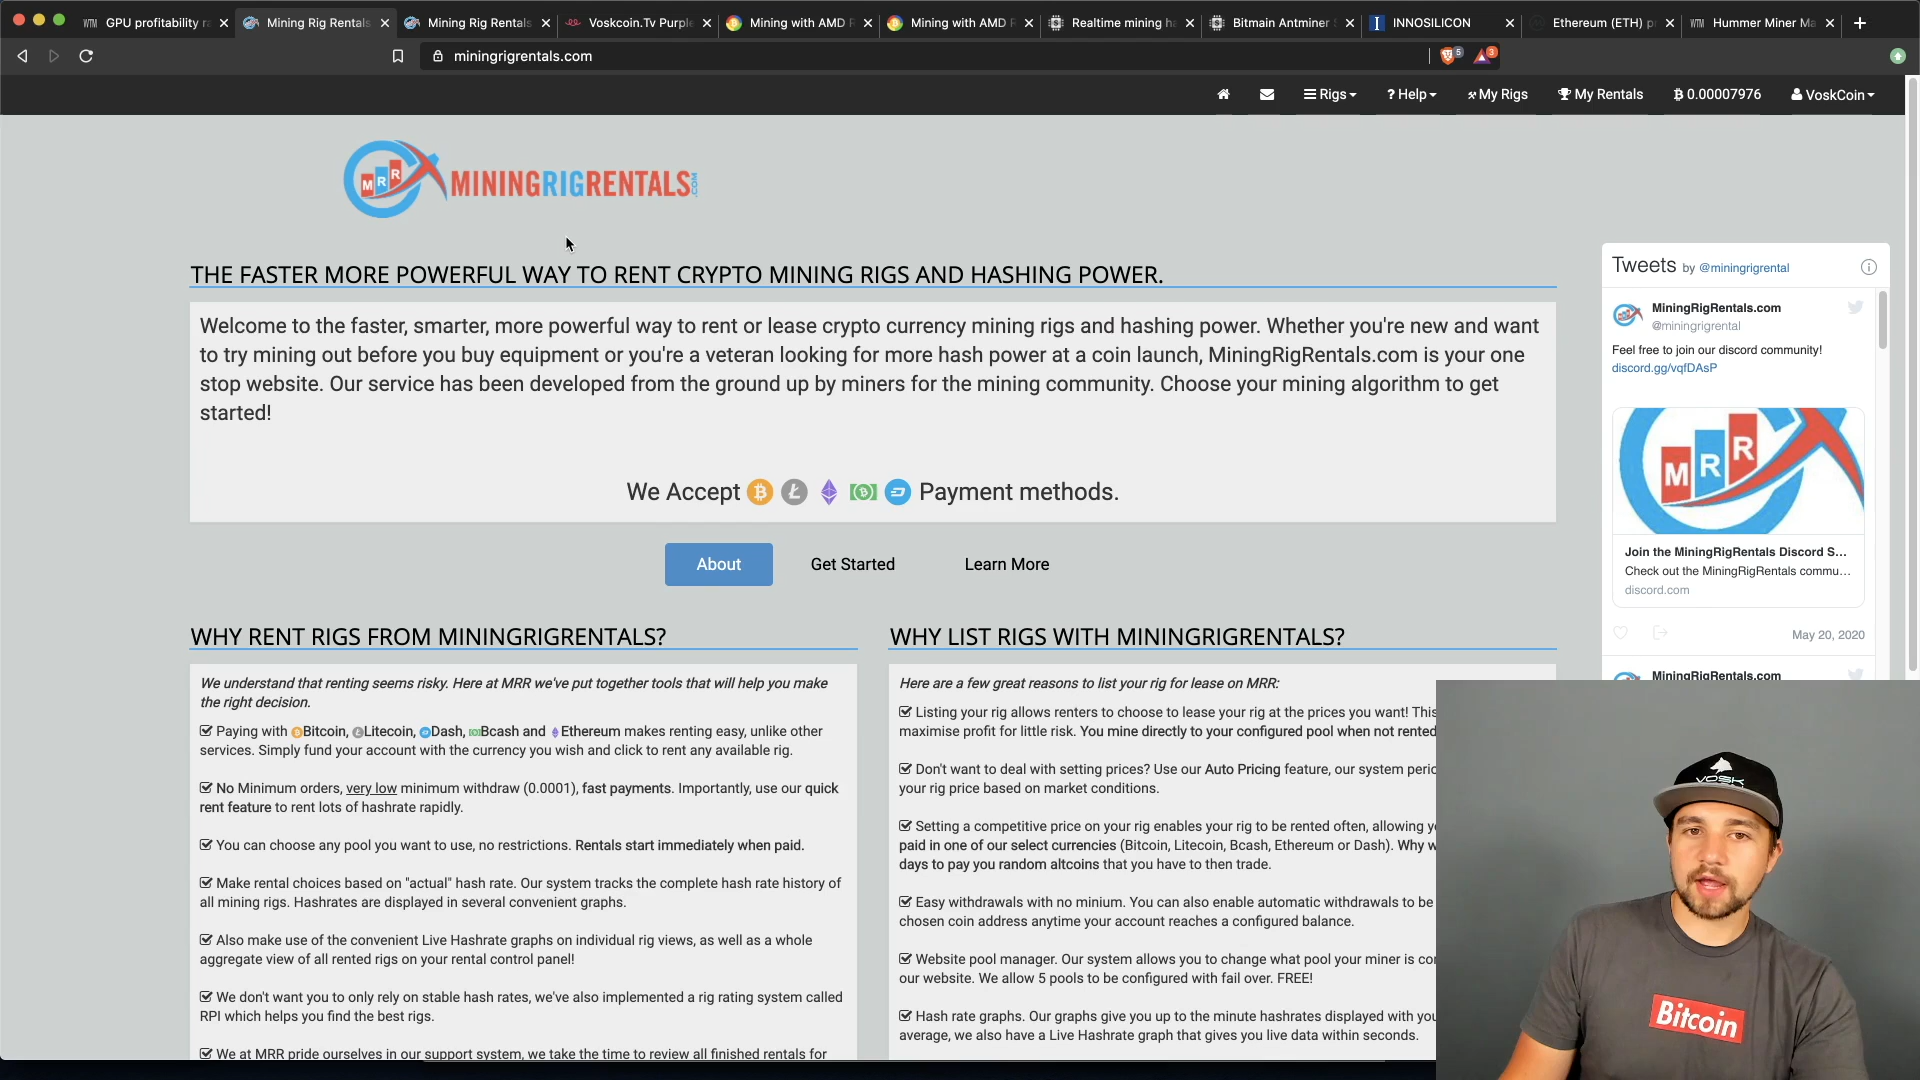 GPU profitability ra
Mining Rig Rentals
Mining Rig Rentals
Voskcoin.Tv Purple
Mining with AMD R
Mining with AMD R
Realtime mining ha
Bitmain Antminer S
INNOSILICON
Ethereum (ETH) p
Hummer Miner Ma
miningrigrentals.com
5
3
Rigs
? Help
My Rigs
My Rentals
0.00007976
VoskCoin
MRR
MININGRIGRENTALS.COM
THE FASTER MORE POWERFUL WAY TO RENT CRYPTO MINING RIGS AND HASHING POWER.
Welcome to the faster, smarter, more powerful way to rent or lease crypto currency mining rigs and hashing power. Whether you're new and want
to try mining out before you buy equipment or you're a veteran looking for more hash power at a coin launch, MiningRigRentals.com is your one
stop website. Our service has been developed from the ground up by miners for the mining community. Choose your mining algorithm to get
started!
We Accept Payment methods.
About
Get Started
Learn More
WHY RENT RIGS FROM MININGRIGRENTALS?
We understand that renting seems risky. Here at MRR we've put together tools that will help you make
the right decision.
Paying with Bitcoin, Litecoin, Dash, Bcash and Ethereum makes renting easy, unlike other
services. Simply fund your account with the currency you wish and click to rent any available rig.
No Minimum orders, very low minimum withdraw (0.0001), fast payments. Importantly, use our quick
rent feature to rent lots of hashrate rapidly.
You can choose any pool you want to use, no restrictions. Rentals start immediately when paid.
Make rental choices based on "actual" hash rate. Our system tracks the complete hash rate history of
all mining rigs. Hashrates are displayed in several convenient graphs.
Also make use of the convenient Live Hashrate graphs on individual rig views, as well as a whole
aggregate view of all rented rigs on your rental control panel!
We don't want you to only rely on stable hash rates, we've also implemented a rig rating system called
RPI which helps you find the best rigs.
We at MRR pride ourselves in our support system, we take the time to review all finished rentals for
WHY LIST RIGS WITH MININGRIGRENTALS?
Here are a few great reasons to list your rig for lease on MRR:
Listing your rig allows renters to choose to lease your rig at the prices you want! This
maximise profit for little risk. You mine directly to your configured pool when not rented
Don't want to deal with setting prices? Use our Auto Pricing feature, our system perio
your rig price based on market conditions.
Setting a competitive price on your rig enables your rig to be rented often, allowing y
paid in one of our select currencies (Bitcoin, Litecoin, Bcash, Ethereum or Dash). Why w
days to pay you random altcoins that you have to then trade.
Easy withdrawals with no minium. You can also enable automatic withdrawals to be
chosen coin address anytime your account reaches a configured balance.
Website pool manager. Our system allows you to change what pool your miner is co
our website. We allow 5 pools to be configured with fail over. FREE!
Hash rate graphs. Our graphs give you up to the minute hashrates displayed with you
average, we also have a Live Hashrate graph that gives you live data within seconds.
Tweets by @miningrigrental
MiningRigRentals.com
@miningrigrental
Feel free to join our discord community!
discord.gg/vqfDAsP
MRR
Join the MiningRigRentals Discord S...
Check out the MiningRigRentals commu...
discord.com
May 20, 2020
MiningRigRentals.com
VOSK
Bitcoin